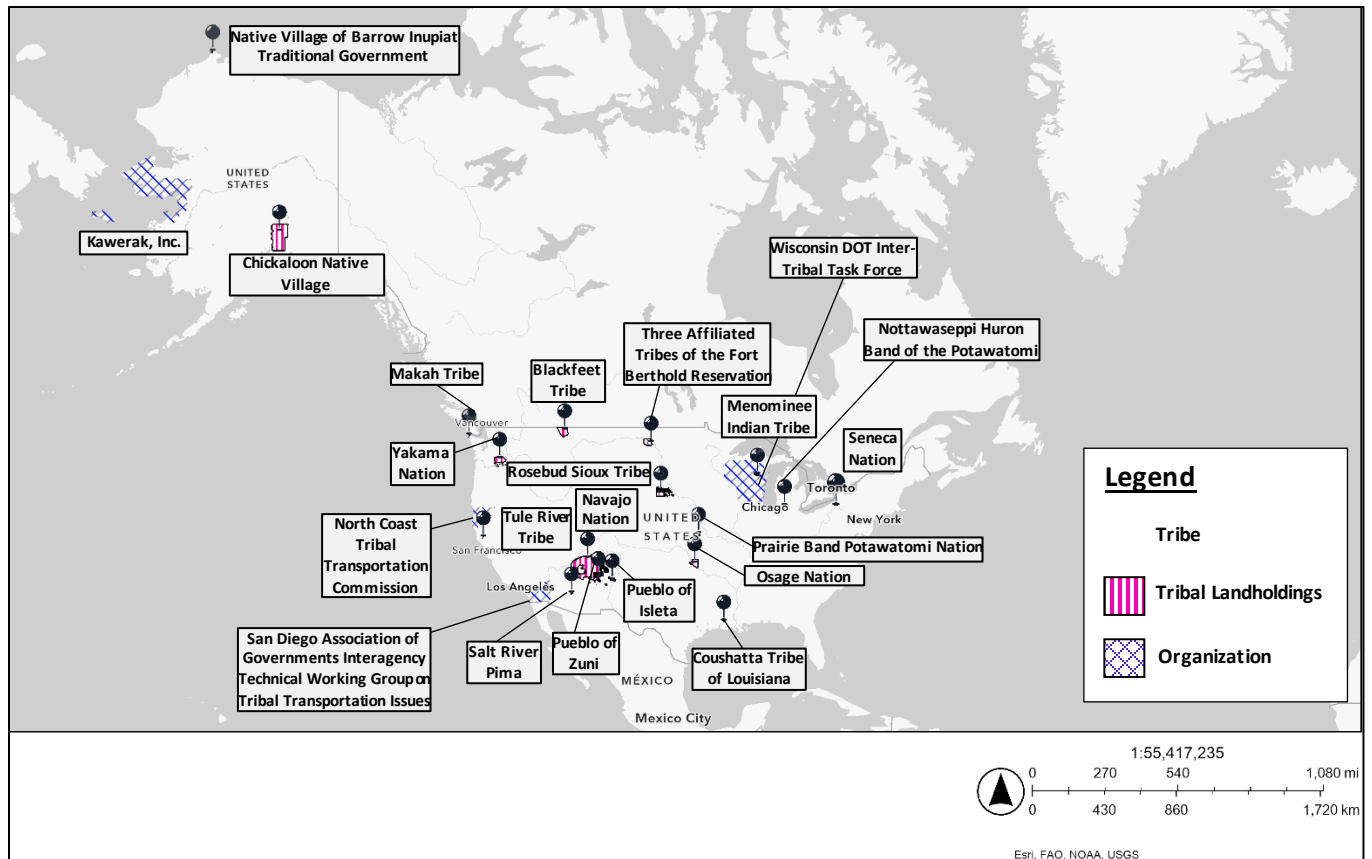 Native Village of Barrow Inupiat
Traditional Government
UNITED
STATES
Kawerak, Inc.
Chickaloon Native
Village
Wisconsin DOT Inter-
Tribal Task Force
Three Affiliated
Tribes of the Fort
Berthold Reservation
Nottawaseppi Huron
Band of the Potawatomi
Makah Tribe
Blackfeet
Tribe
Menominee
Indian Tribe
Vancouver
Yakama
Nation
Rosebud Sioux Tribe
Seneca
Nation
Toronto
Chicago
New York
North Coast
Tribal
Transportation
Commission
Tule River
Tribe
Navajo
Nation
UNITED
STATES
San Francisco
Prairie Band Potawatomi Nation
Osage Nation
Los Angeles
Pueblo of
Isleta
San Diego Association of
Governments Interagency
Technical Working Group on
Tribal Transportation Issues
Salt River
Pima
Pueblo of
Zuni
Coushatta Tribe
of Louisiana
MÉXICO
Mexico City
Legend
Tribe
Tribal Landholdings
Organization
1:55,417,235
0 270 540 1,080 mi
0 430 860 1,720 km
Esri, FAO, NOAA, USGS